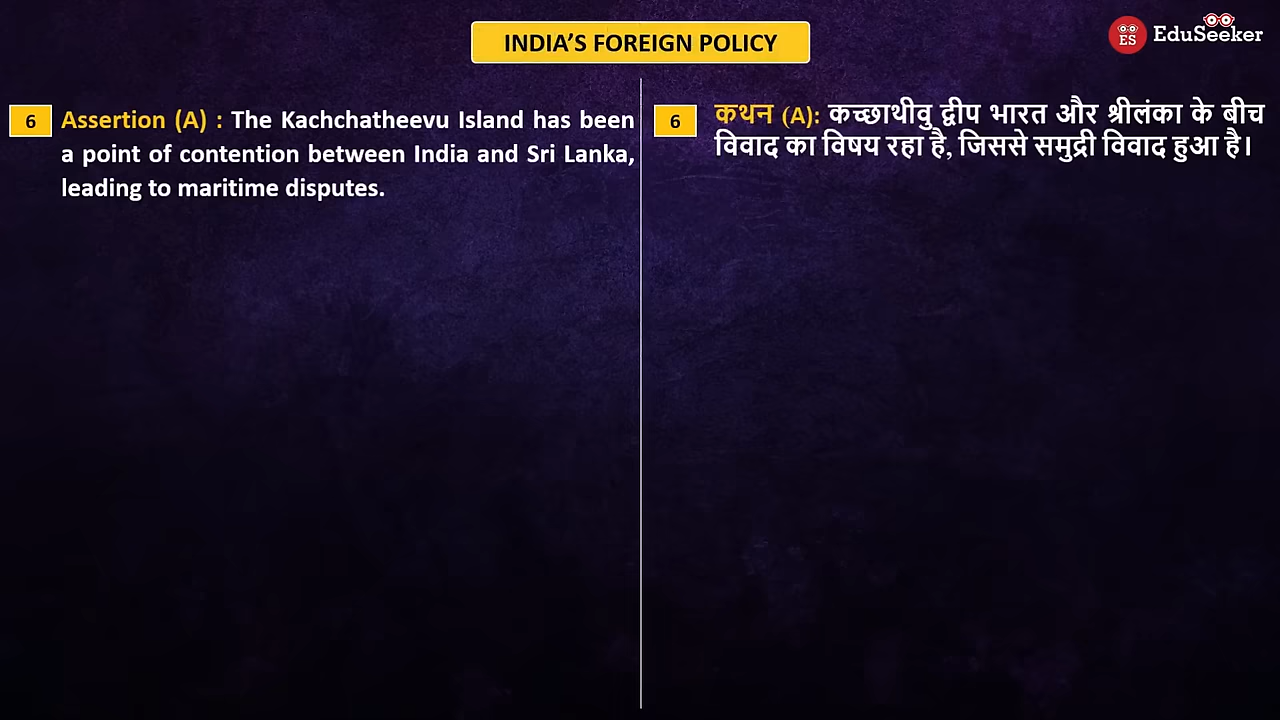 INDIA'S FOREIGN POLICY
ES EduSeeker
6 Assertion (A) : The Kachchatheevu Island has been
a point of contention between India and Sri Lanka,
leading to maritime disputes.
6 कथन (A): कच्छाथीवु द्वीप भारत और श्रीलंका के बीच
विवाद का विषय रहा है, जिससे समुद्री विवाद हुआ है।